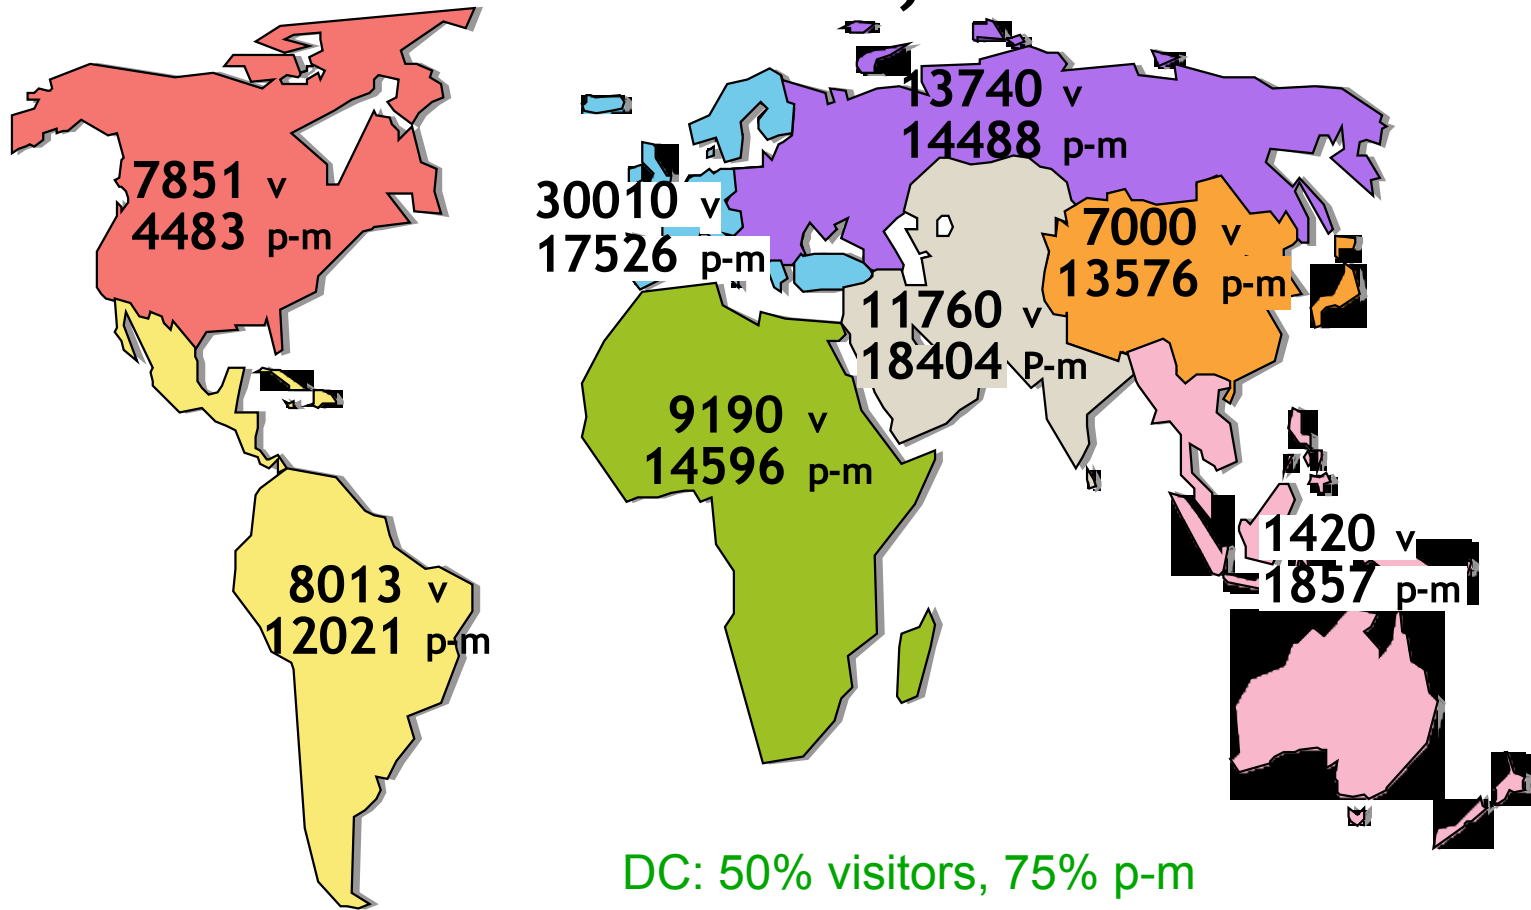 13740 v
14488 p-m
7851 v
4483 p-m
30010 v
17526 p-m
7000 v
13576 p-m
11760 v
18404 P-m
9190 v
14596 p-m
1420 v
1857 p-m
8013 v
12021 p-m
DC: 50% visitors, 75% p-m